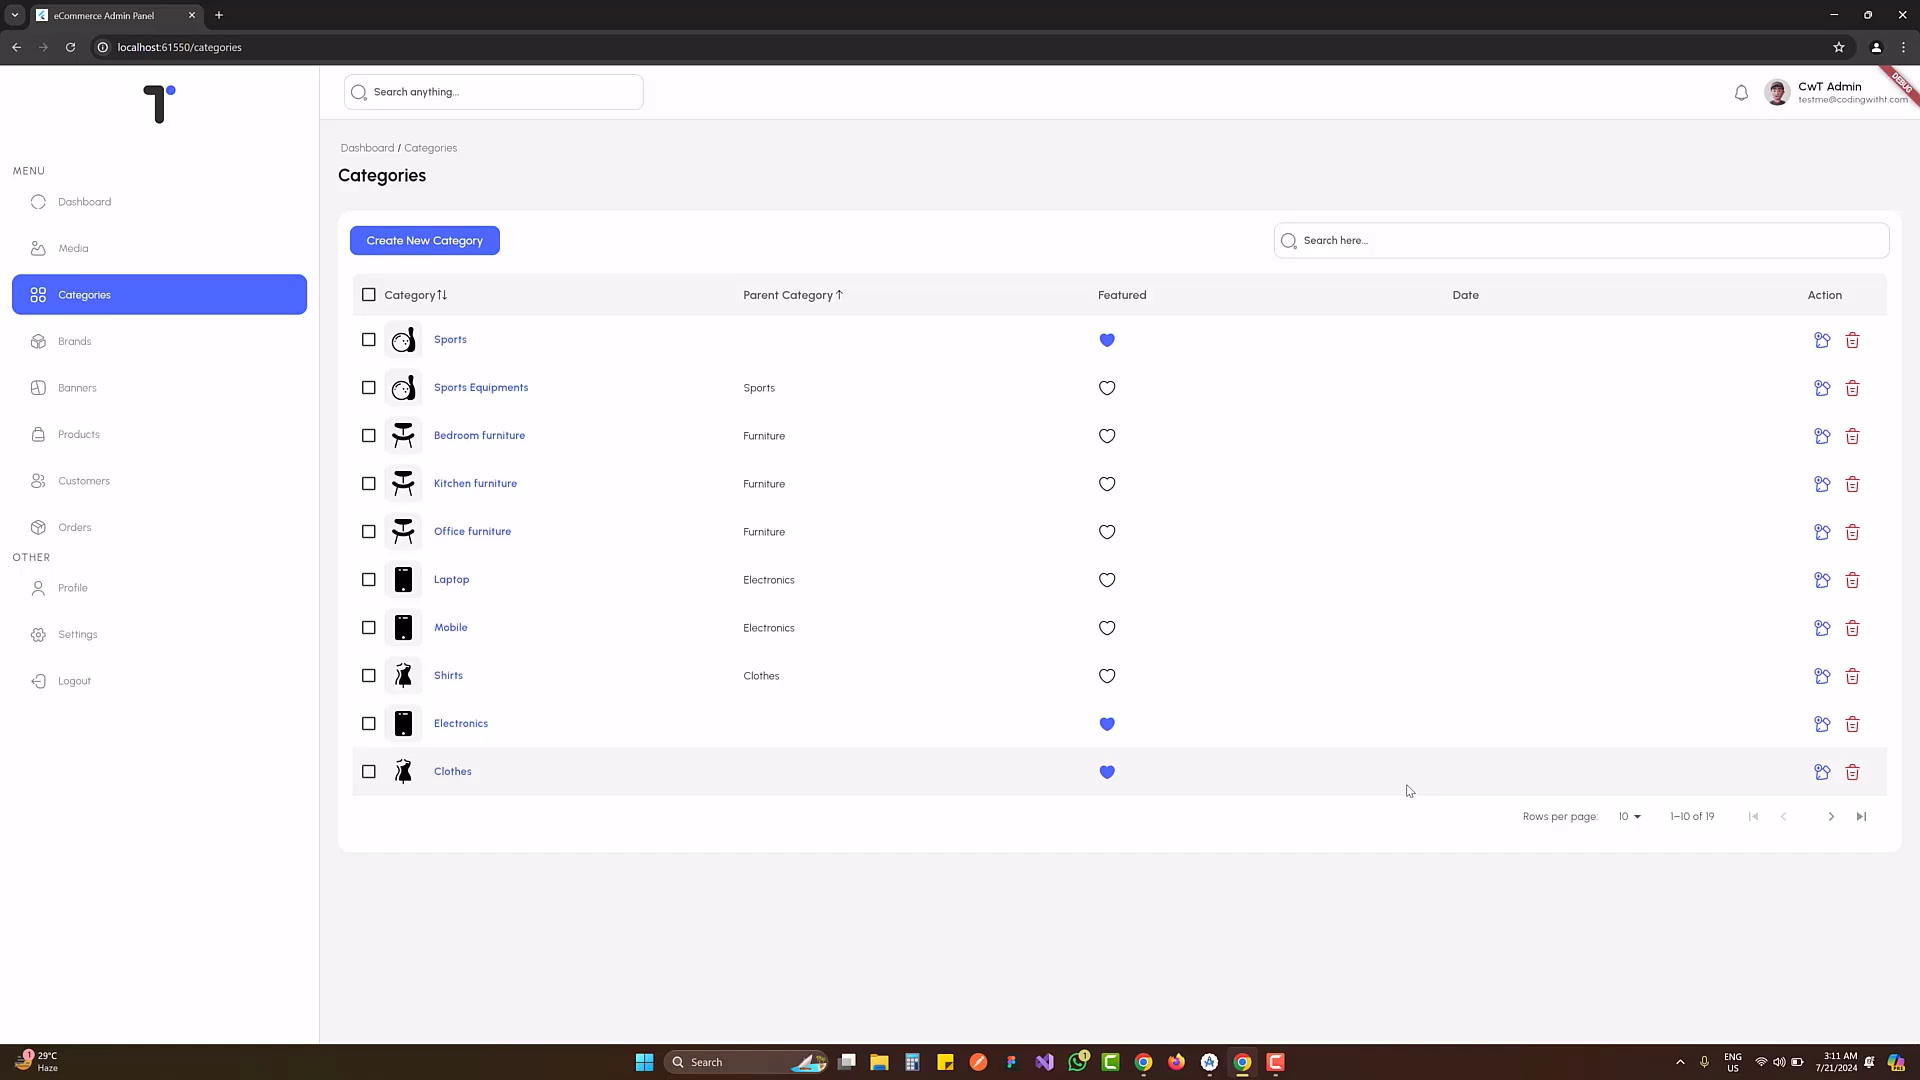 eCommerce Admin Panel
localhost:61550/categories
Search anything...
CwT Admin
testme@codingwitht.com
DEBUG
MENU
Dashboard
Media
Categories
Brands
Banners
Products
Customers
Orders
OTHER
Profile
Settings
Logout
Dashboard / Categories
Categories
Create New Category
Search here...
Category Parent Category Featured Date Action
Sports
Sports Equipments Sports
Bedroom furniture Furniture
Kitchen furniture Furniture
Office furniture Furniture
Laptop Electronics
Mobile Electronics
Shirts Clothes
Electronics
Clothes
Rows per page: 10 1–10 of 19
1
29°C
Haze
Search
1
ENG
US
3:11 AM
7/21/2024